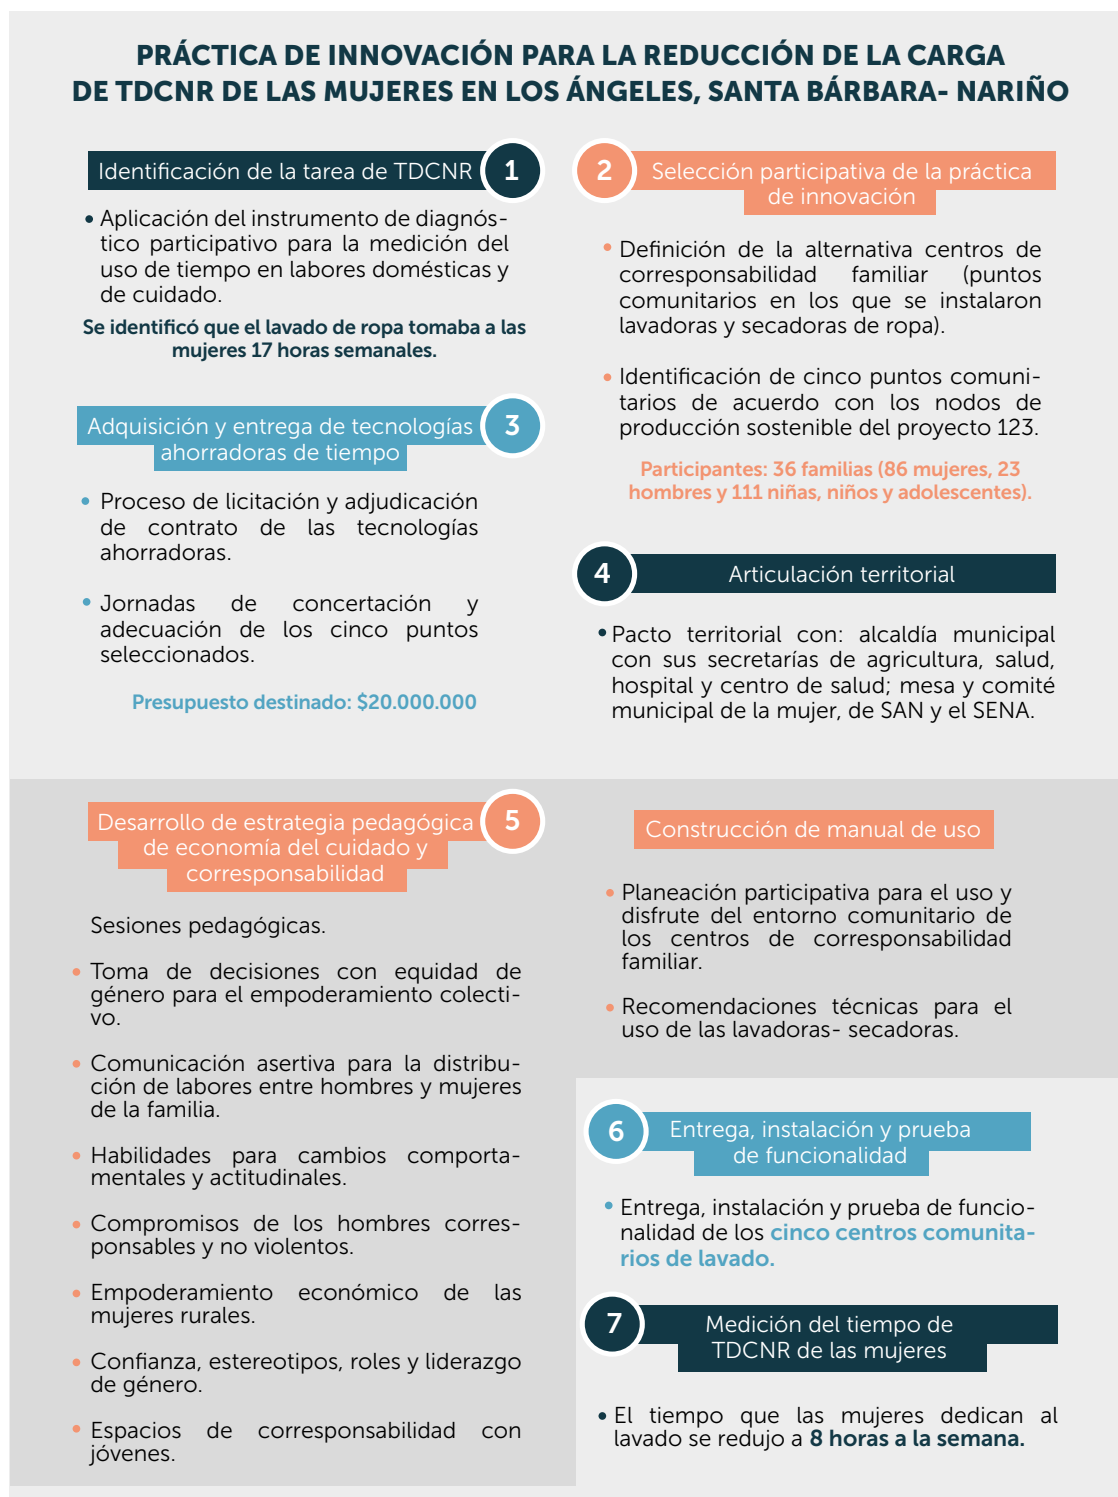 PRÁCTICA DE INNOVACIÓN PARA LA REDUCCIÓN DE LA CARGA
DE TDCNR DE LAS MUJERES EN LOS ÁNGELES, SANTA BÁRBARA- NARIÑO
Identificación de la tarea de TDCNR
1
• Aplicación del instrumento de diagnós-
tico participativo para la medición del
uso de tiempo en labores domésticas y
de cuidado.
Se identificó que el lavado de ropa tomaba a las
mujeres 17 horas semanales.
2
Selección participativa de la práctica
de innovación
• Definición de la alternativa centros de
corresponsabilidad familiar (puntos
comunitarios en los que se instalaron
lavadoras y secadoras de ropa).
• Identificación de cinco puntos comuni-
tarios de acuerdo con los nodos de
producción sostenible del proyecto 123.
Participantes: 36 familias (86 mujeres, 23
hombres y 111 niñas, niños y adolescentes).
Adquisición y entrega de tecnologías
ahorradoras de tiempo
3
• Proceso de licitación y adjudicación
de contrato de las tecnologías
ahorradoras.
• Jornadas de concertación y
adecuación de los cinco puntos
seleccionados.
Presupuesto destinado: $20.000.000
4
Articulación territorial
• Pacto territorial con: alcaldía municipal
con sus secretarías de agricultura, salud,
hospital y centro de salud; mesa y comité
municipal de la mujer, de SAN y el SENA.
Desarrollo de estrategia pedagógica
de economía del cuidado y
corresponsabilidad
5
Sesiones pedagógicas.
• Toma de decisiones con equidad de
género para el empoderamiento colecti-
vo.
• Comunicación asertiva para la distribu-
ción de labores entre hombres y mujeres
de la familia.
• Habilidades para cambios comporta-
mentales y actitudinales.
• Compromisos de los hombres corres-
ponsables y no violentos.
• Empoderamiento económico de las
mujeres rurales.
• Confianza, estereotipos, roles y liderazgo
de género.
• Espacios de corresponsabilidad con
jóvenes.
Construcción de manual de uso
• Planeación participativa para el uso y
disfrute del entorno comunitario de
los centros de corresponsabilidad
familiar.
• Recomendaciones técnicas para el
uso de las lavadoras- secadoras.
6
Entrega, instalación y prueba
de funcionalidad
• Entrega, instalación y prueba de funcio-
nalidad de los cinco centros comunita-
rios de lavado.
7
Medición del tiempo de
TDCNR de las mujeres
• El tiempo que las mujeres dedican al
lavado se redujo a 8 horas a la semana.